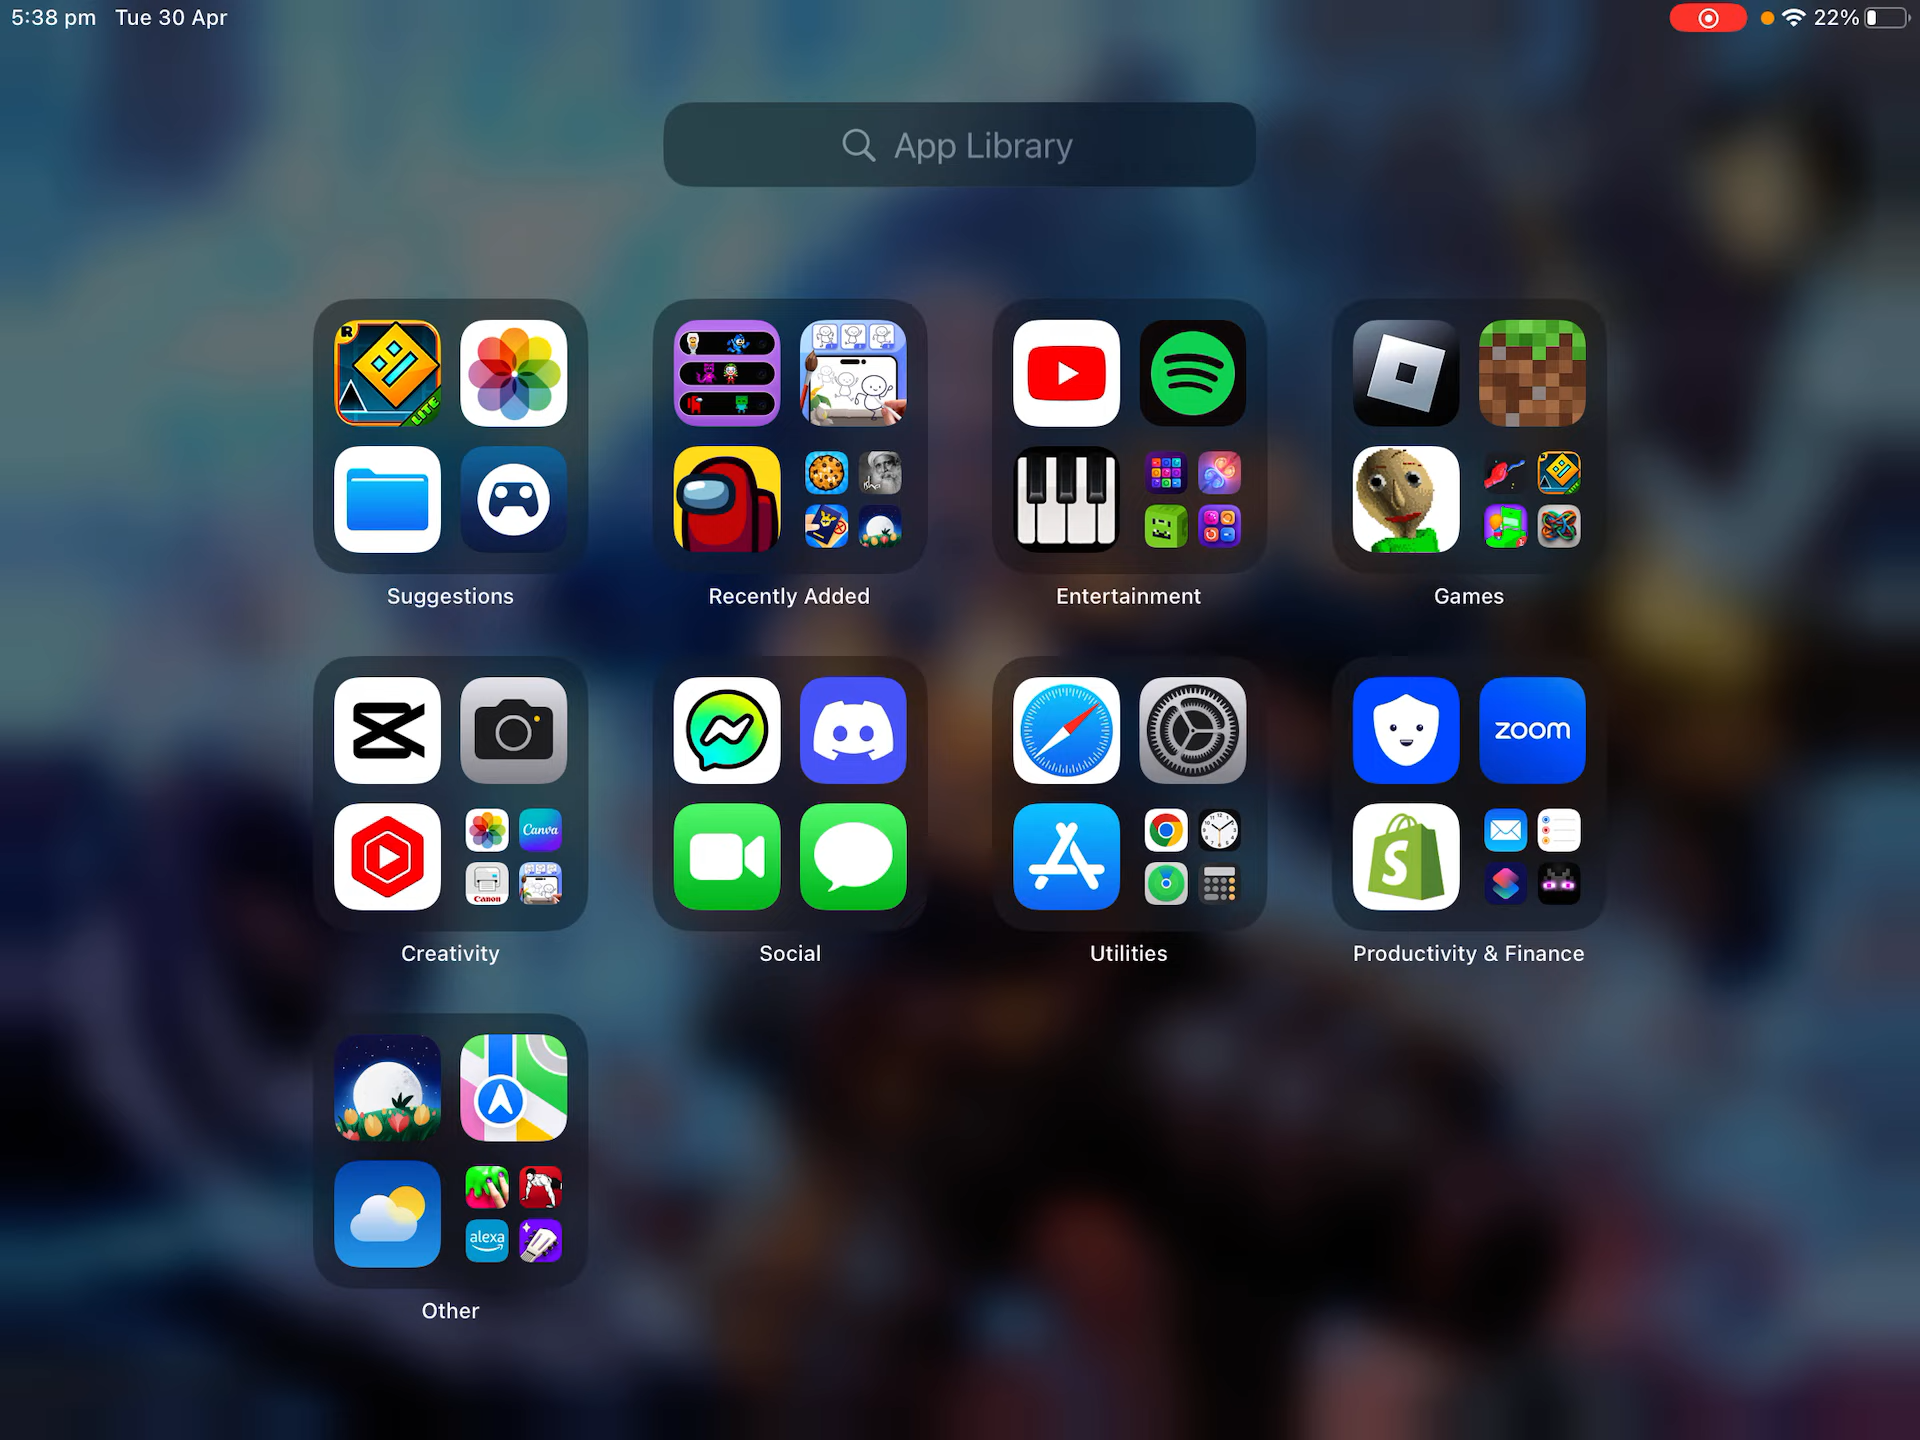 5:38 pm Tue 30 Apr
22%
App Library
R
LITE
Suggestions
Recently Added
Entertainment
Games
zoom
Canva
Canon
S
Creativity
Social
Utilities
Productivity & Finance
alexa
Other